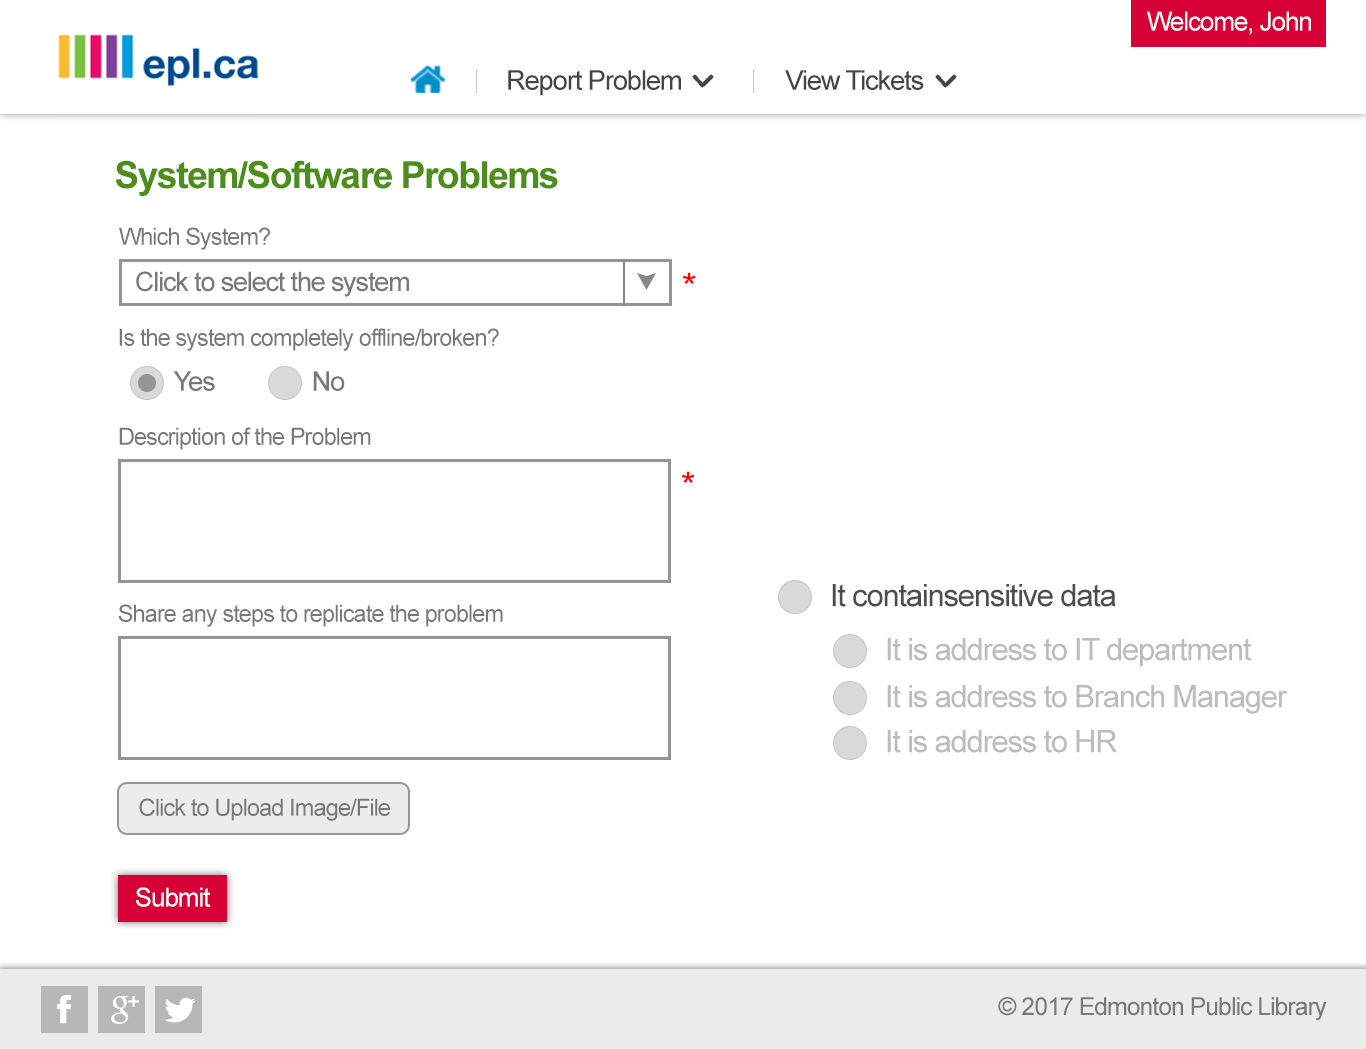 Welcome, John
epl.ca
Report Problem
View Tickets
System/Software Problems
Which System?
Click to select the system *
Is the system completely offline/broken?
Yes No
Description of the Problem
*
Share any steps to replicate the problem
It containsensitive data
It is address to IT department
It is address to Branch Manager
It is address to HR
Click to Upload Image/File
Submit
f g+
© 2017 Edmonton Public Library